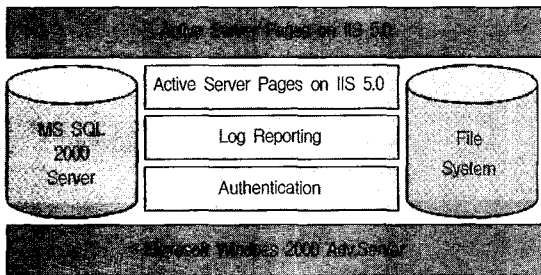 Active Server Pages on IIS 5.0
Active Server Pages on IIS 5.0
MS SQL
2000
Server
Log Reporting
File
System
Authentication
Microsoft Windows 2000 Adv.Server